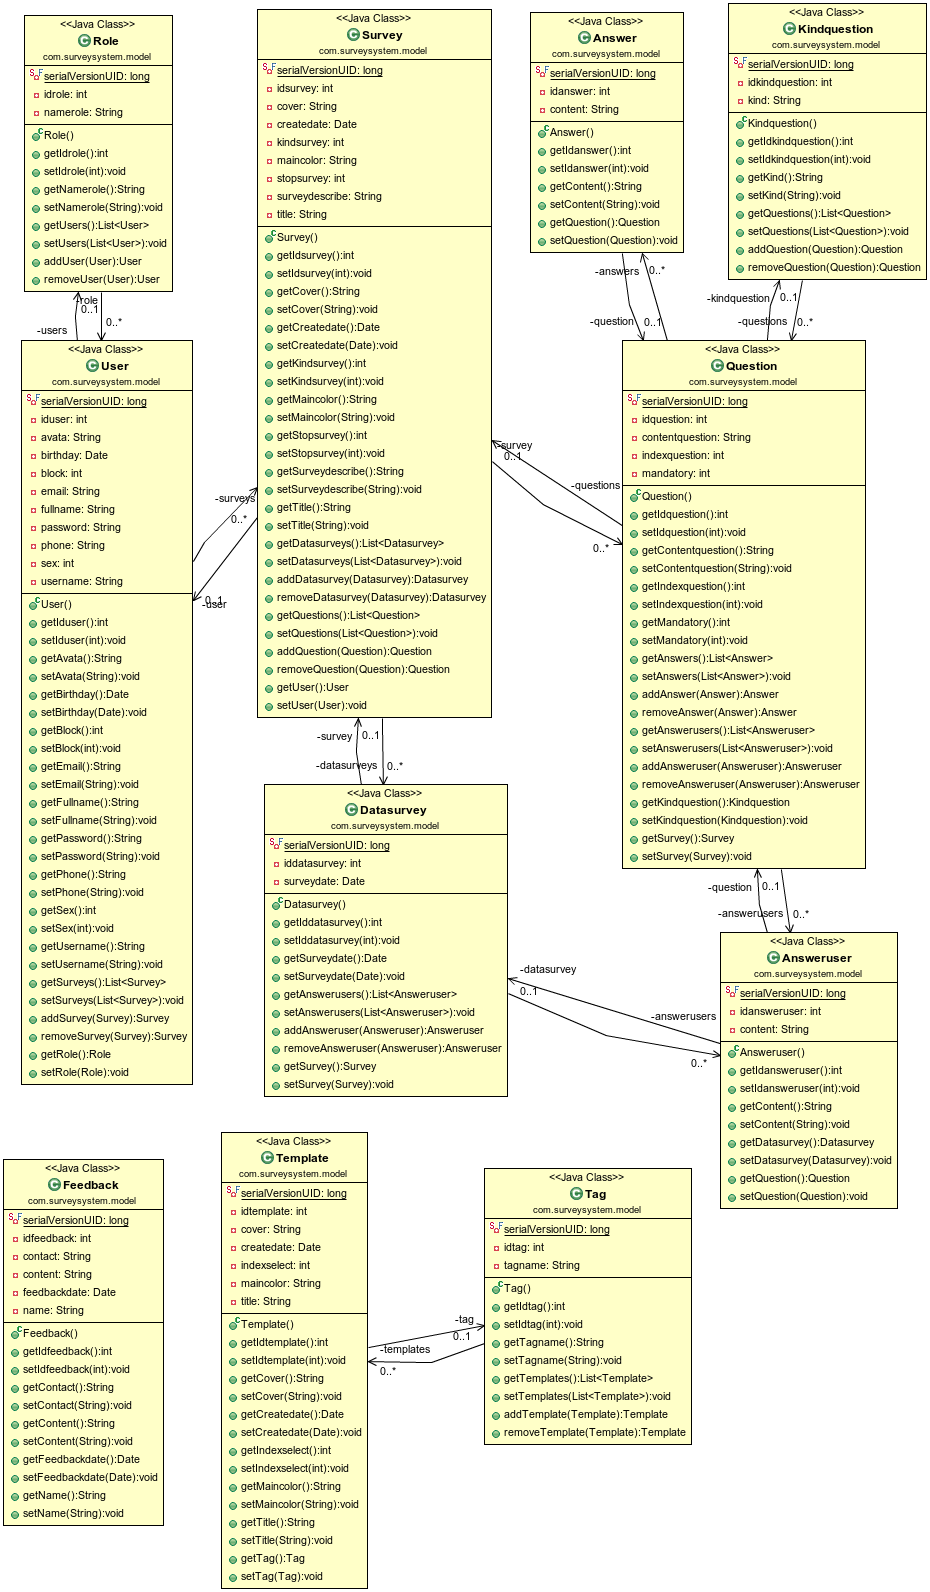 <<Java Class>>
Role
com.surveysystem.model
serialVersionUID: long
idrole: int
namerole: String
Role()
getIdrole():int
setIdrole(int):void
getNamerole():String
setNamerole(String):void
getUsers():List<User>
setUsers(List<User>):void
addUser(User):User
removeUser(User):User
-role
0..1
-users
0..*
<<Java Class>>
User
com.surveysystem.model
serialVersionUID: long
iduser: int
avata: String
birthday: Date
block: int
email: String
fullname: String
password: String
phone: String
sex: int
username: String
User()
getIduser():int
setIduser(int):void
getAvata():String
setAvata(String):void
getBirthday():Date
setBirthday(Date):void
getBlock():int
setBlock(int):void
getEmail():String
setEmail(String):void
getFullname():String
setFullname(String):void
getPassword():String
setPassword(String):void
getPhone():String
setPhone(String):void
getSex():int
setSex(int):void
getUsername():String
setUsername(String):void
getSurveys():List<Survey>
setSurveys(List<Survey>):void
addSurvey(Survey):Survey
removeSurvey(Survey):Survey
getRole():Role
setRole(Role):void
-surveys
0..*
0..1
-user
<<Java Class>>
Survey
com.surveysystem.model
serialVersionUID: long
idsurvey: int
cover: String
createdate: Date
kindsurvey: int
maincolor: String
stopsurvey: int
surveydescribe: String
title: String
Survey()
getIdsurvey():int
setIdsurvey(int):void
getCover():String
setCover(String):void
getCreatedate():Date
setCreatedate(Date):void
getKindsurvey():int
setKindsurvey(int):void
getMaincolor():String
setMaincolor(String):void
getStopsurvey():int
setStopsurvey(int):void
getSurveydescribe():String
setSurveydescribe(String):void
getTitle():String
setTitle(String):void
getDatasurveys():List<Datasurvey>
setDatasurveys(List<Datasurvey>):void
addDatasurvey(Datasurvey):Datasurvey
removeDatasurvey(Datasurvey):Datasurvey
getQuestions():List<Question>
setQuestions(List<Question>):void
addQuestion(Question):Question
removeQuestion(Question):Question
getUser():User
setUser(User):void
-survey
0..1
-questions
0..*
-survey
0..1
-datasurveys
0..*
<<Java Class>>
Answer
com.surveysystem.model
serialVersionUID: long
idanswer: int
content: String
Answer()
getIdanswer():int
setIdanswer(int):void
getContent():String
setContent(String):void
getQuestion():Question
setQuestion(Question):void
-answers
0..*
-question
0..1
<<Java Class>>
Kindquestion
com.surveysystem.model
serialVersionUID: long
idkindquestion: int
kind: String
Kindquestion()
getIdkindquestion():int
setIdkindquestion(int):void
getKind():String
setKind(String):void
getQuestions():List<Question>
setQuestions(List<Question>):void
addQuestion(Question):Question
removeQuestion(Question):Question
-kindquestion
0..1
-questions
0..*
<<Java Class>>
Question
com.surveysystem.model
serialVersionUID: long
idquestion: int
contentquestion: String
indexquestion: int
mandatory: int
Question()
getIdquestion():int
setIdquestion(int):void
getContentquestion():String
setContentquestion(String):void
getIndexquestion():int
setIndexquestion(int):void
getMandatory():int
setMandatory(int):void
getAnswers():List<Answer>
setAnswers(List<Answer>):void
addAnswer(Answer):Answer
removeAnswer(Answer):Answer
getAnswerusers():List<Answeruser>
setAnswerusers(List<Answeruser>):void
addAnsweruser(Answeruser):Answeruser
removeAnsweruser(Answeruser):Answeruser
getKindquestion():Kindquestion
setKindquestion(Kindquestion):void
getSurvey():Survey
setSurvey(Survey):void
-question
0..1
-answerusers
0..*
<<Java Class>>
Datasurvey
com.surveysystem.model
serialVersionUID: long
iddatasurvey: int
surveydate: Date
Datasurvey()
getIddatasurvey():int
setIddatasurvey(int):void
getSurveydate():Date
setSurveydate(Date):void
getAnswerusers():List<Answeruser>
setAnswerusers(List<Answeruser>):void
addAnsweruser(Answeruser):Answeruser
removeAnsweruser(Answeruser):Answeruser
getSurvey():Survey
setSurvey(Survey):void
-datasurvey
0..1
-answerusers
0..*
<<Java Class>>
Answeruser
com.surveysystem.model
serialVersionUID: long
idansweruser: int
content: String
Answeruser()
getIdansweruser():int
setIdansweruser(int):void
getContent():String
setContent(String):void
getDatasurvey():Datasurvey
setDatasurvey(Datasurvey):void
getQuestion():Question
setQuestion(Question):void
<<Java Class>>
Feedback
com.surveysystem.model
serialVersionUID: long
idfeedback: int
contact: String
content: String
feedbackdate: Date
name: String
Feedback()
getIdfeedback():int
setIdfeedback(int):void
getContact():String
setContact(String):void
getContent():String
setContent(String):void
getFeedbackdate():Date
setFeedbackdate(Date):void
getName():String
setName(String):void
<<Java Class>>
Template
com.surveysystem.model
serialVersionUID: long
idtemplate: int
cover: String
createdate: Date
indexselect: int
maincolor: String
title: String
Template()
getIdtemplate():int
setIdtemplate(int):void
getCover():String
setCover(String):void
getCreatedate():Date
setCreatedate(Date):void
getIndexselect():int
setIndexselect(int):void
getMaincolor():String
setMaincolor(String):void
getTitle():String
setTitle(String):void
getTag():Tag
setTag(Tag):void
-tag
0..1
-templates
0..*
<<Java Class>>
Tag
com.surveysystem.model
serialVersionUID: long
idtag: int
tagname: String
Tag()
getIdtag():int
setIdtag(int):void
getTagname():String
setTagname(String):void
getTemplates():List<Template>
setTemplates(List<Template>):void
addTemplate(Template):Template
removeTemplate(Template):Template